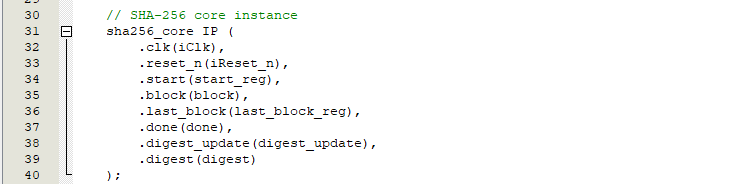 30 // SHA-256 core instance
31 sha256_core IP (
32 .clk(iClk),
33 .reset_n(iReset_n),
34 .start(start_reg),
35 .block(block),
36 .last_block(last_block_reg),
37 .done(done),
38 .digest_update(digest_update),
39 .digest(digest)
40 );